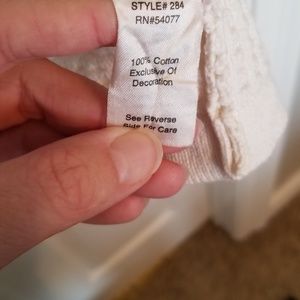 STYLE# 284
RN#54077
100% Cotton
Exclusive Of
Decoration
See Reverse
Side For Care